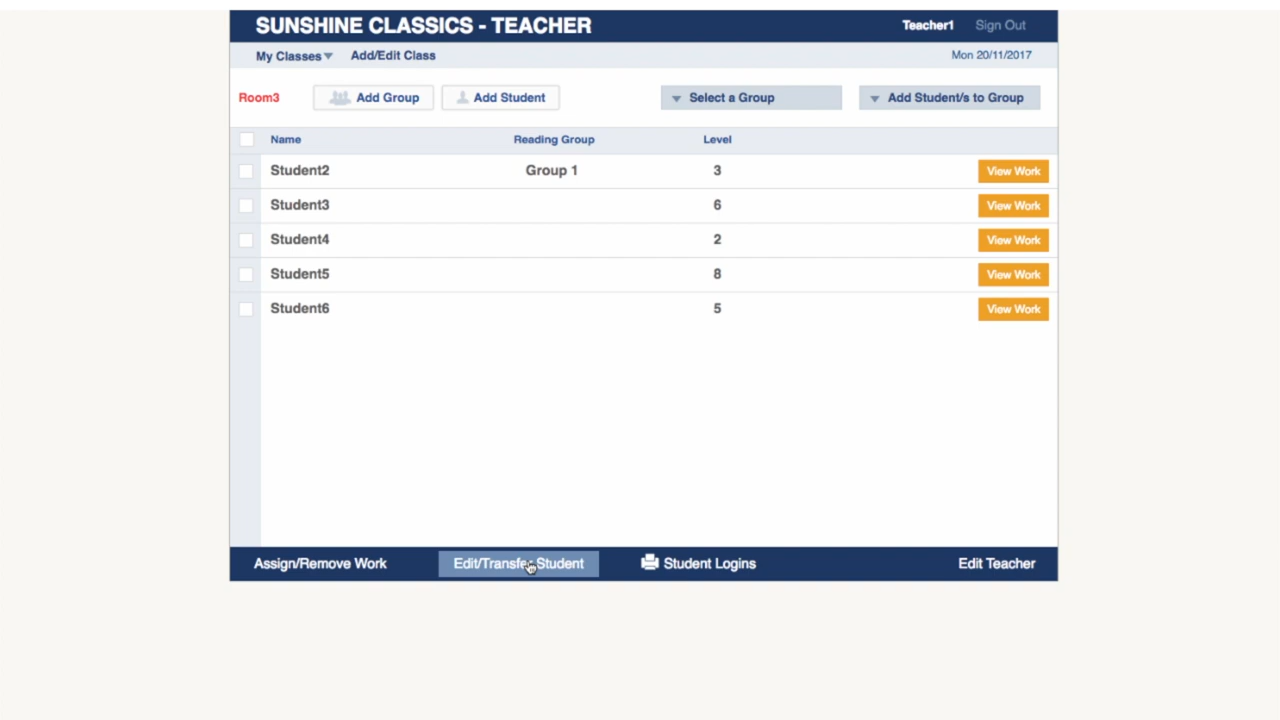 SUNSHINE CLASSICS - TEACHER Teacher1 Sign Out
My Classes Add/Edit Class Mon 20/11/2017
Room3 Add Group Add Student Select a Group Add Student/s to Group
Name Reading Group Level
Student2 Group 1 3 View Work
Student3 6 View Work
Student4 2 View Work
Student5 8 View Work
Student6 5 View Work
Assign/Remove Work Edit/Transfer Student Student Logins Edit Teacher